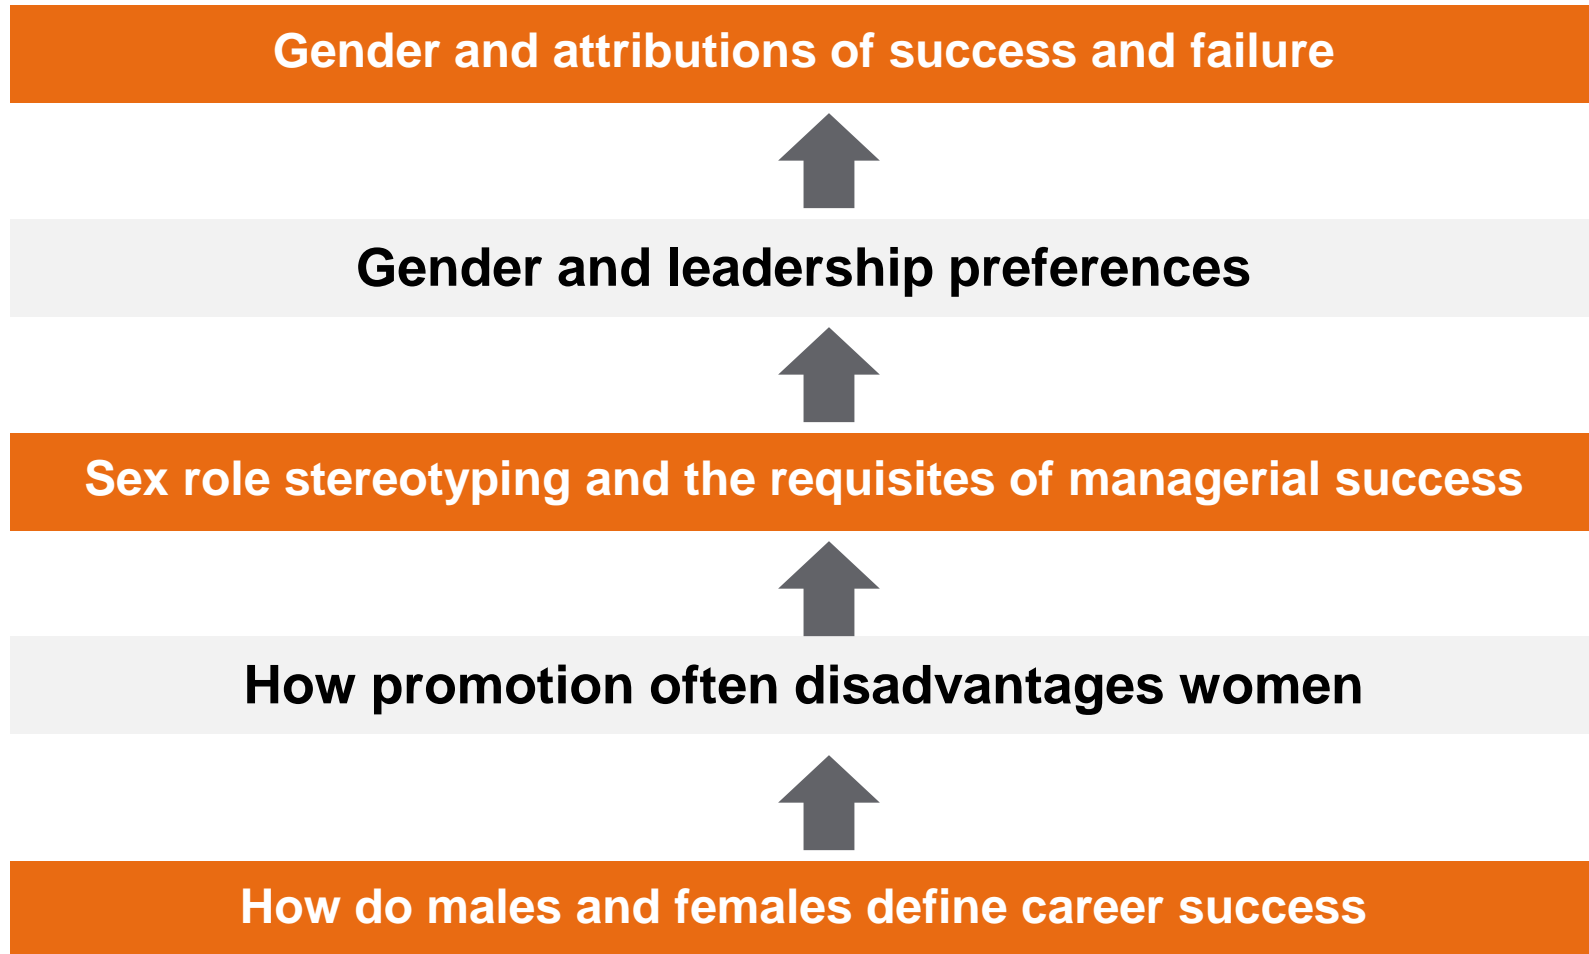 Gender and attributions of success and failure
Gender and leadership preferences
Sex role stereotyping and the requisites of managerial success
How promotion often disadvantages women
How do males and females define career success